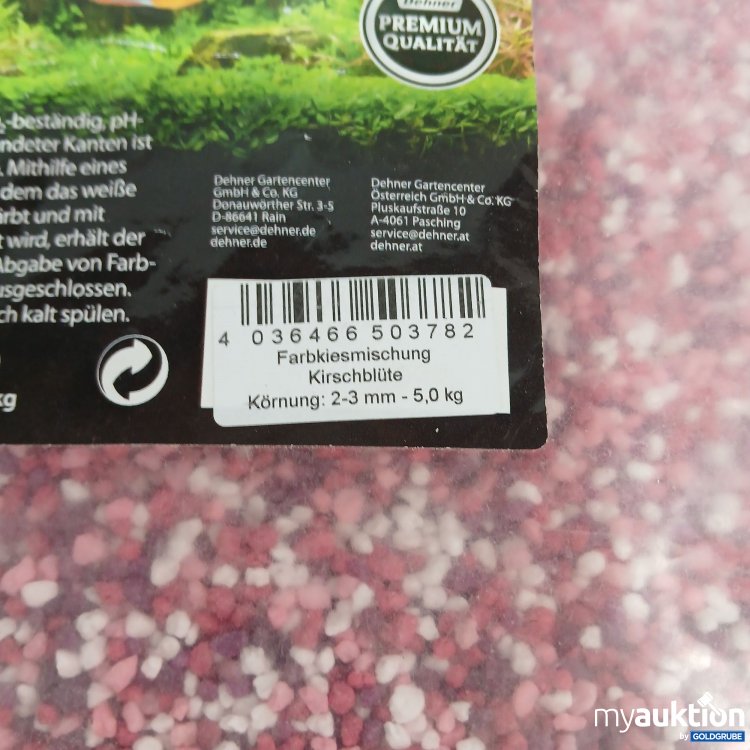 Dehner
PREMIUM
QUALITÄT
-beständig, pH-
ndeter Kanten ist
Mithilfe eines
dem das weiße
rbt und mit
t wird, erhält der
Abgabe von Farb-
usgeschlossen.
ch kalt spülen.
kg
Dehner Gartencenter
GmbH & Co. KG
Donauwörther Str. 3-5
D-86641 Rain
service@dehner.de
dehner.de
Dehner Gartencenter
Österreich GmbH & Co. KG
Pluskaufstraße 10
A-4061 Pasching
service@dehner.at
dehner.at
4 036466 503782
Farbkiesmischung
Kirschblüte
Körnung: 2-3 mm - 5,0 kg
myauktion
by GOLDGRUBE